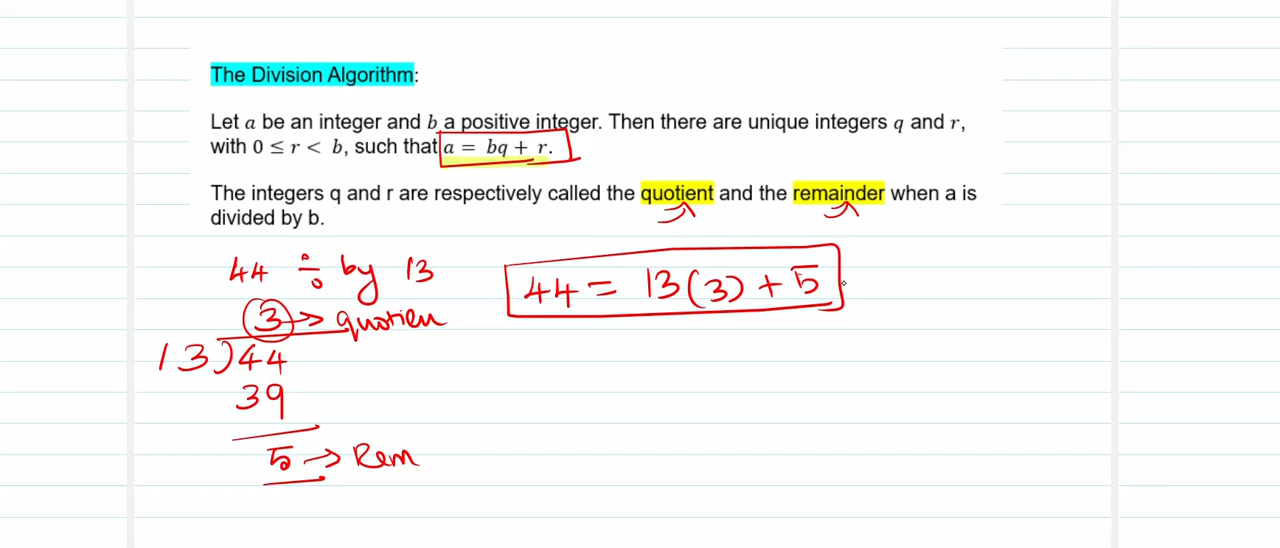 The Division Algorithm:
Let a be an integer and b a positive integer. Then there are unique integers q and r,
with 0 ≤ r < b, such that a = bq + r.
The integers q and r are respectively called the quotient and the remainder when a is
divided by b.
44 ÷ by 13
44 = 13(3) + 5
3 → quotien
13)44
39
5 → Rem